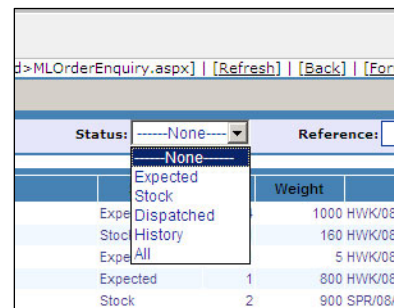 d>MLOrderEnquiry.aspx] | [Refresh] | [Back] | [For
Status: ------None---- Reference:
------None------
Expected
Stock
Dispatched
History
All
Weight
Expe 1000 HWK/08
Stoc 160 HWK/08
Expe 5 HWK/08
Expected 1 800 HWK/08
Stock 2 900 SPR/08/